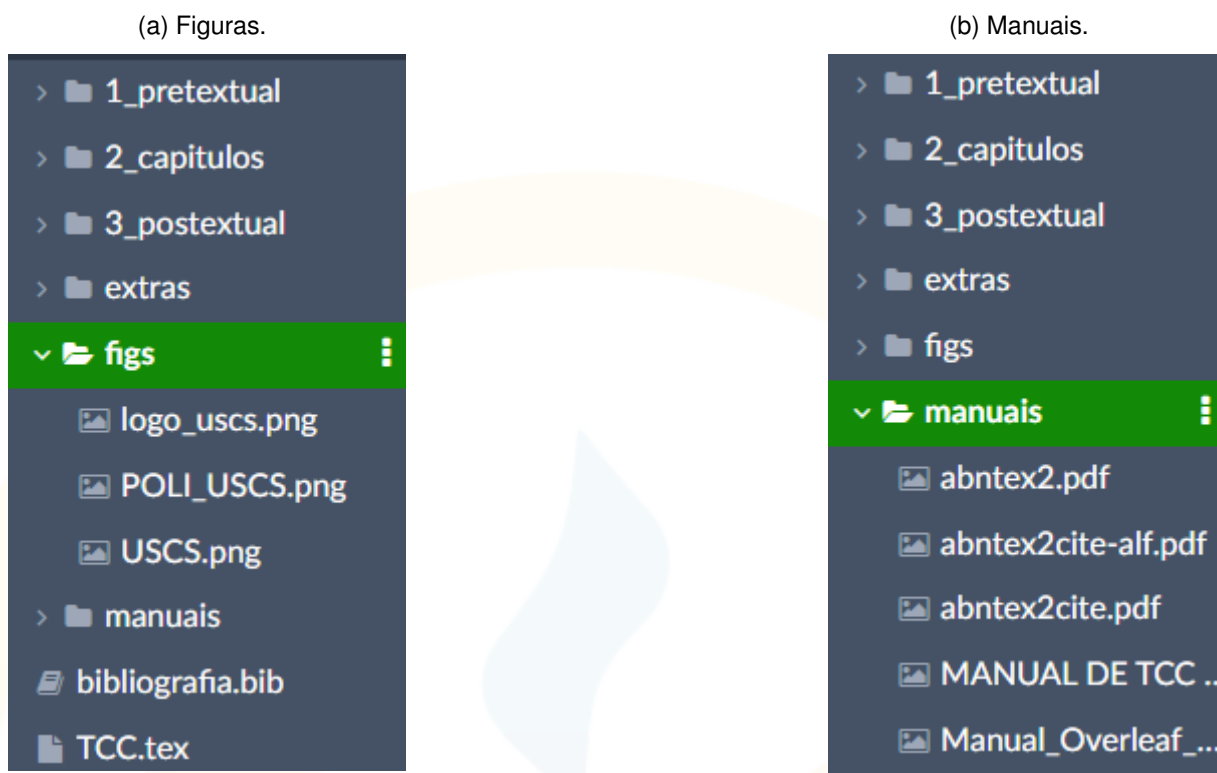 (a) Figuras.
1_pretextual
2_capitulos
3_postextual
extras
figs
logo_uscs.png
POLI_USCS.png
USCS.png
manuais
bibliografia.bib
TCC.tex
(b) Manuais.
1_pretextual
2_capitulos
3_postextual
extras
figs
manuais
abntex2.pdf
abntex2cite-alf.pdf
abntex2cite.pdf
MANUAL DE TCC ...
Manual_Overleaf_...